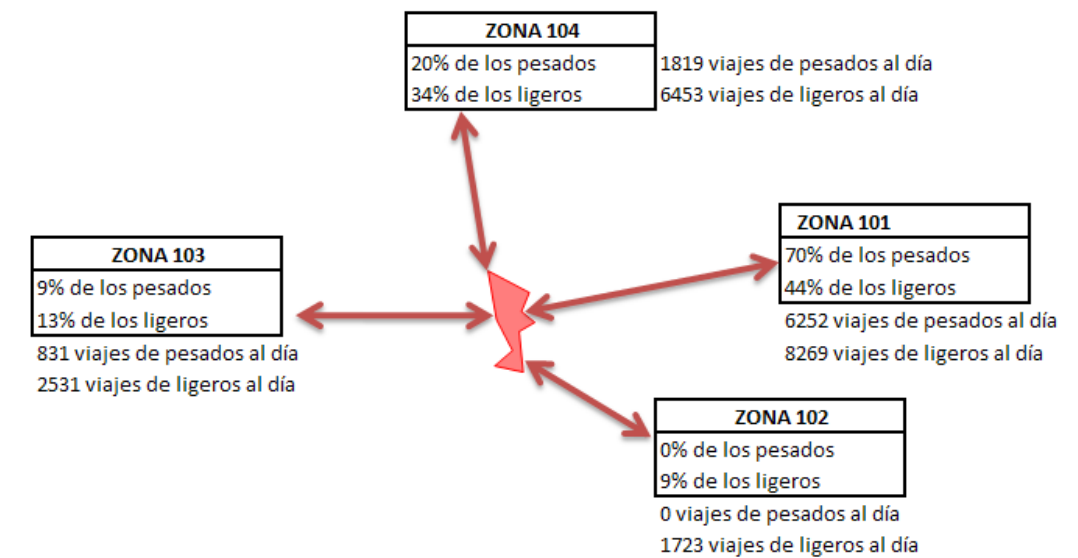 ZONA 104
20% de los pesados
34% de los ligeros
1819 viajes de pesados al día
6453 viajes de ligeros al día
ZONA 101
70% de los pesados
44% de los ligeros
6252 viajes de pesados al día
8269 viajes de ligeros al día
ZONA 103
9% de los pesados
13% de los ligeros
831 viajes de pesados al día
2531 viajes de ligeros al día
ZONA 102
0% de los pesados
9% de los ligeros
0 viajes de pesados al día
1723 viajes de ligeros al día